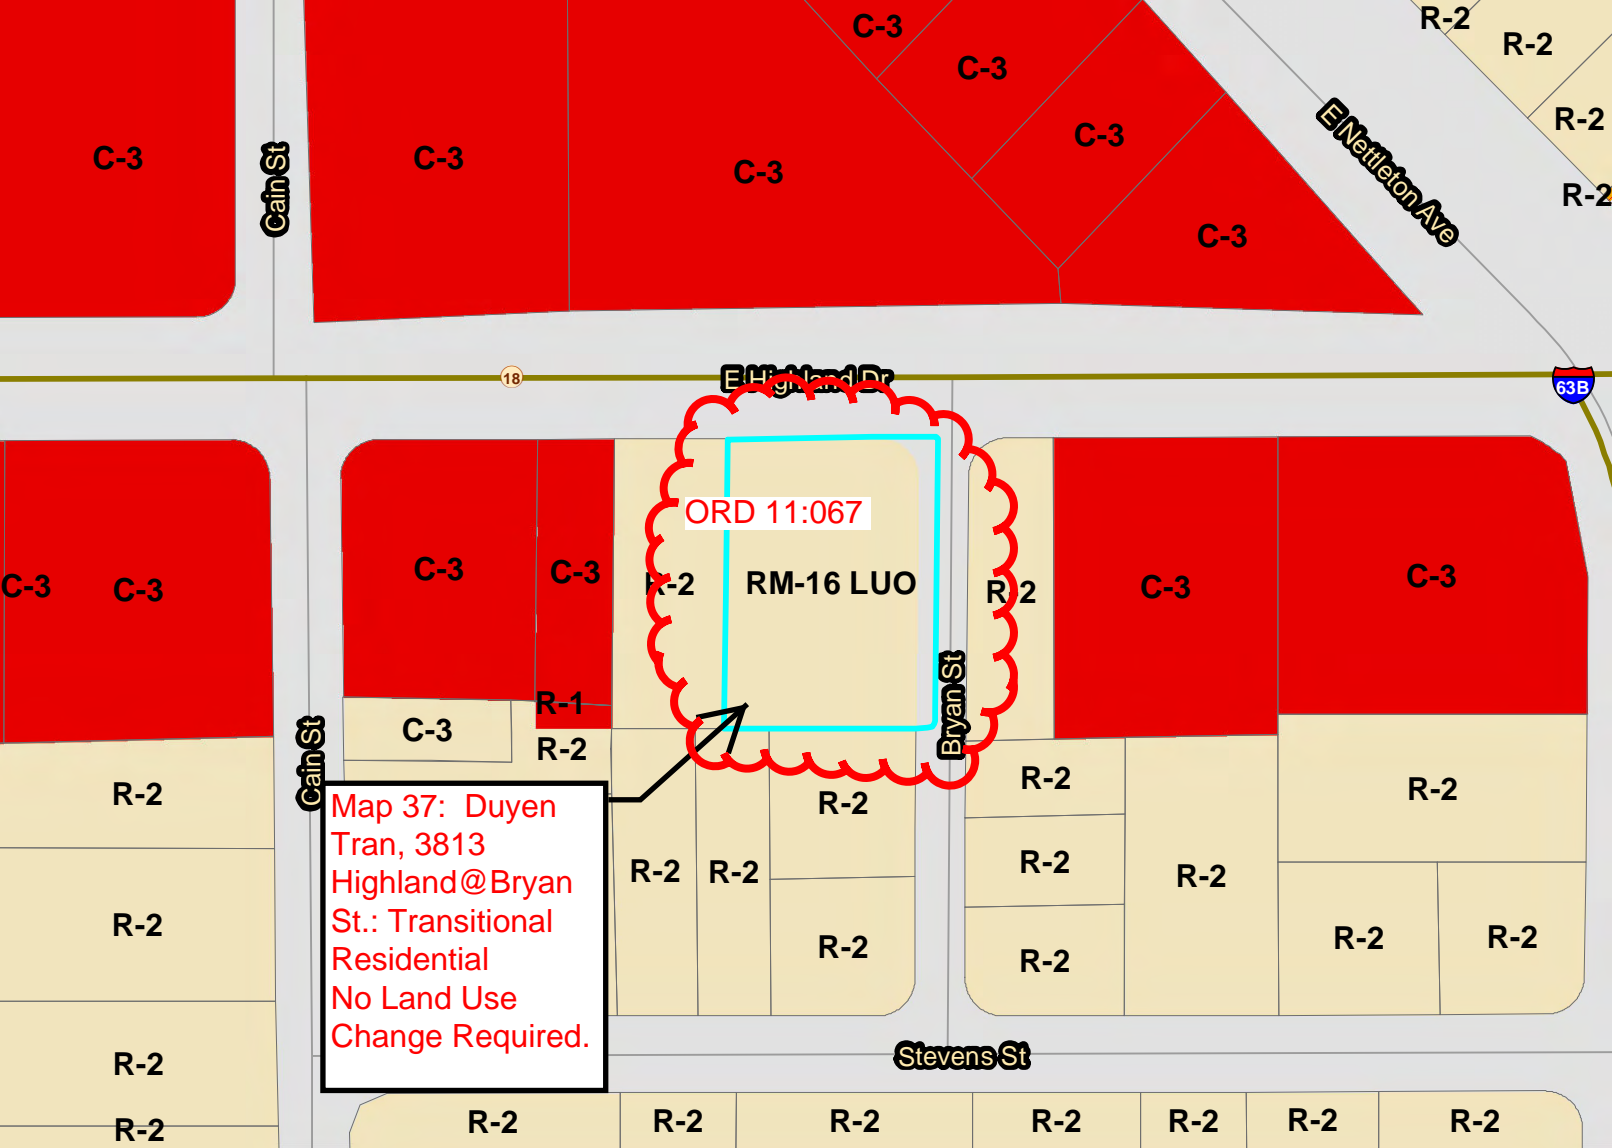 R-2
C-3
R-2
C-3
R-2
E Nettleton Ave
C-3
Cain St
C-3
C-3
C-3
R-2
C-3
18
E Highland Dr
63B
ORD 11:067
C-3
C-3
C-3
C-3
R-2
RM-16 LUO
R-2
C-3
C-3
R-1
C-3
R-2
Cain St
Bryan St
R-2
R-2
R-2
R-2
Map 37:  Duyen
Tran, 3813
Highland@Bryan
St.: Transitional
Residential
No Land Use
Change Required.
R-2
R-2
R-2
R-2
R-2
R-2
R-2
R-2
R-2
R-2
Stevens St
R-2
R-2
R-2
R-2
R-2
R-2
R-2
R-2
R-2